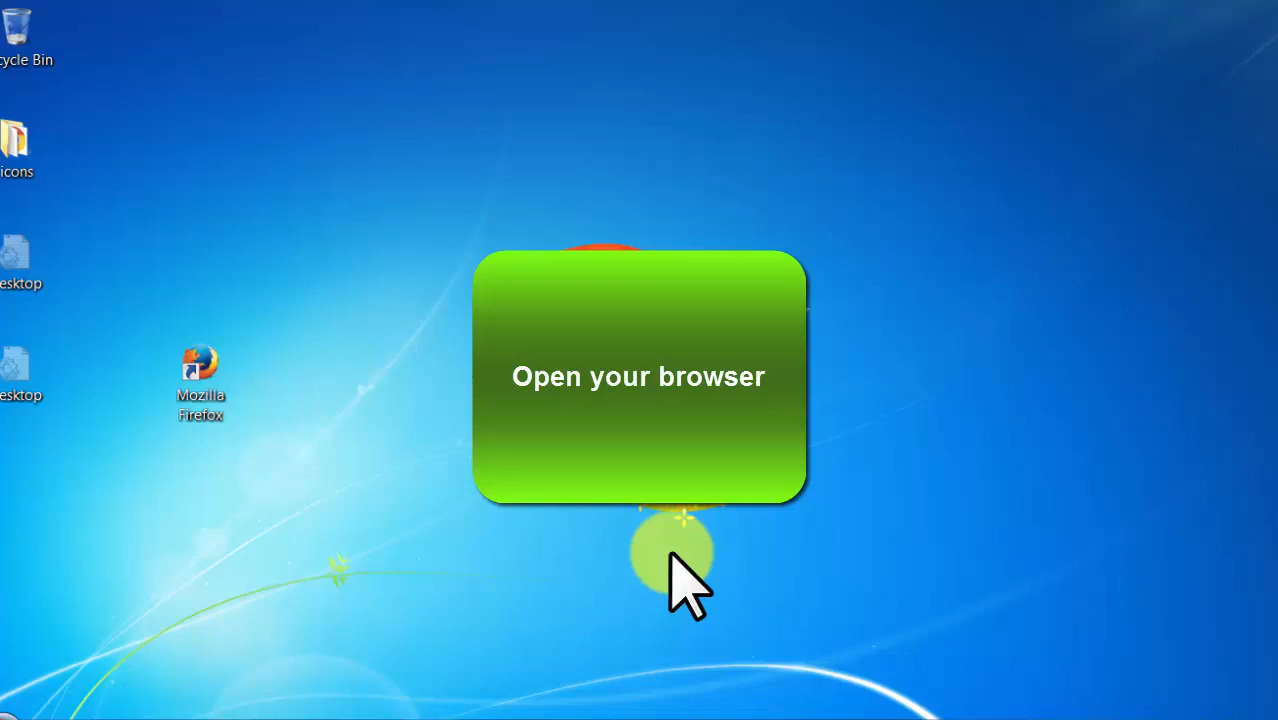 cycle Bin
icons
esktop
esktop
Mozilla
Firefox
Open your browser